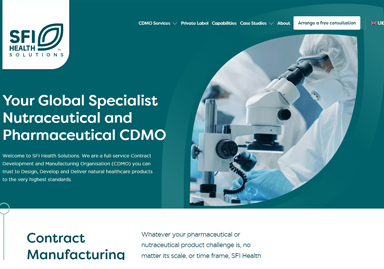 SFI
HEALTH
SOLUTIONS
CDMO Services Private Label Capabilities Case Studies About Arrange a free consultation
Your Global Specialist
Nutraceutical and
Pharmaceutical CDMO
Welcome to SFI Health Solutions. We are a full-service Contract
Development and Manufacturing Organisation (CDMO) you can
trust to Design, Develop and Deliver natural healthcare products
to the very highest standards.
Contract
Manufacturing
Whatever your pharmaceutical or
nutraceutical product challenge is, no
matter its scale, or time frame, SFI Health